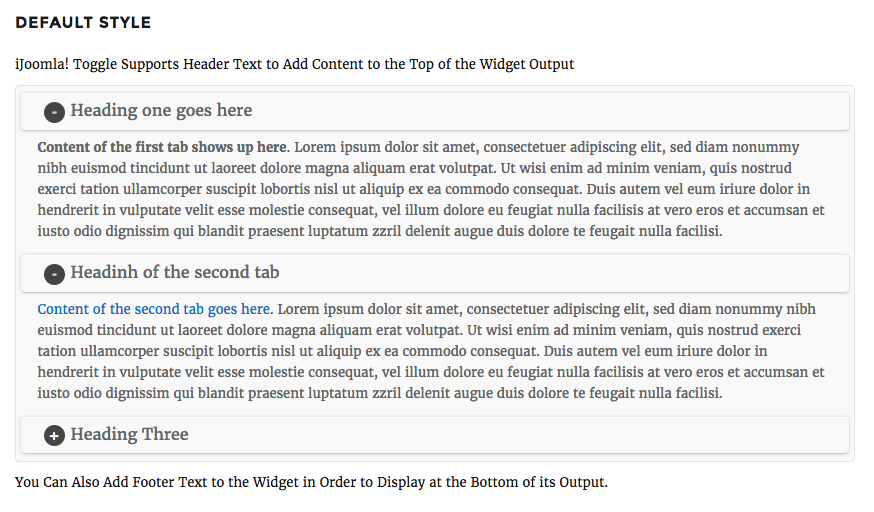 DEFAULT STYLE
iJoomla! Toggle Supports Header Text to Add Content to the Top of the Widget Output
- Heading one goes here
Content of the first tab shows up here. Lorem ipsum dolor sit amet, consectetuer adipiscing elit, sed diam nonummy
nibh euismod tincidunt ut laoreet dolore magna aliquam erat volutpat. Ut wisi enim ad minim veniam, quis nostrud
exerci tation ullamcorper suscipit lobortis nisl ut aliquip ex ea commodo consequat. Duis autem vel eum iriure dolor in
hendrerit in vulputate velit esse molestie consequat, vel illum dolore eu feugiat nulla facilisis at vero eros et accumsan et
iusto odio dignissim qui blandit praesent luptatum zzril delenit augue duis dolore te feugait nulla facilisi.
- Headinh of the second tab
Content of the second tab goes here. Lorem ipsum dolor sit amet, consectetuer adipiscing elit, sed diam nonummy nibh
euismod tincidunt ut laoreet dolore magna aliquam erat volutpat. Ut wisi enim ad minim veniam, quis nostrud exerci
tation ullamcorper suscipit lobortis nisl ut aliquip ex ea commodo consequat. Duis autem vel eum iriure dolor in
hendrerit in vulputate velit esse molestie consequat, vel illum dolore eu feugiat nulla facilisis at vero eros et accumsan et
iusto odio dignissim qui blandit praesent luptatum zzril delenit augue duis dolore te feugait nulla facilisi.
+ Heading Three
You Can Also Add Footer Text to the Widget in Order to Display at the Bottom of its Output.